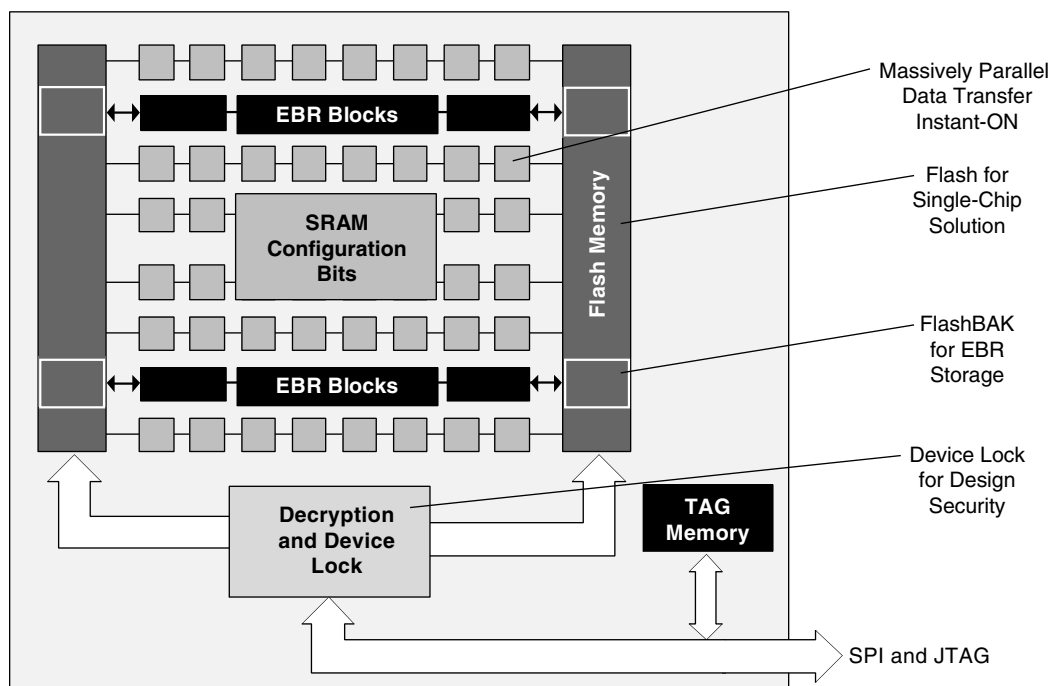 EBR Blocks
SRAM
Configuration
Bits
EBR Blocks
Flash Memory
Decryption
and Device
Lock
TAG
Memory
Massively Parallel
Data Transfer
Instant-ON
Flash for
Single-Chip
Solution
FlashBAK
for EBR
Storage
Device Lock
for Design
Security
SPI and JTAG